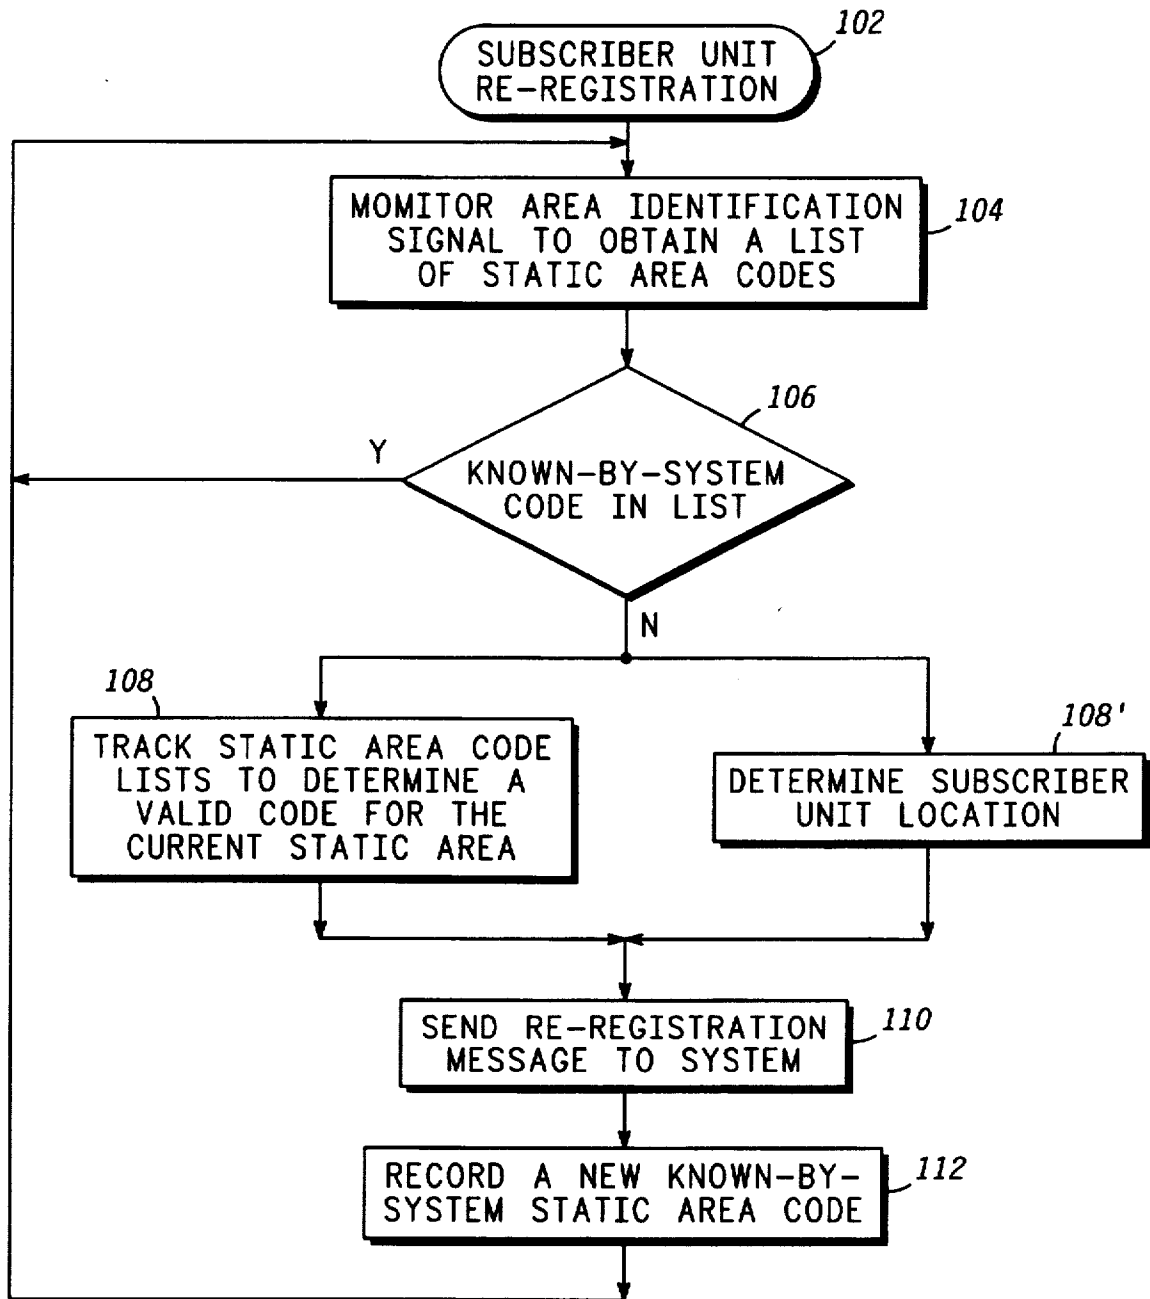 102
SUBSCRIBER UNIT
RE-REGISTRATION
MOMITOR AREA IDENTIFICATION
SIGNAL TO OBTAIN A LIST
OF STATIC AREA CODES
104
106
Y
KNOWN-BY-SYSTEM
CODE IN LIST
N
108
TRACK STATIC AREA CODE
LISTS TO DETERMINE A
VALID CODE FOR THE
CURRENT STATIC AREA
108'
DETERMINE SUBSCRIBER
UNIT LOCATION
SEND RE-REGISTRATION
MESSAGE TO SYSTEM
110
RECORD A NEW KNOWN-BY-
SYSTEM STATIC AREA CODE
112